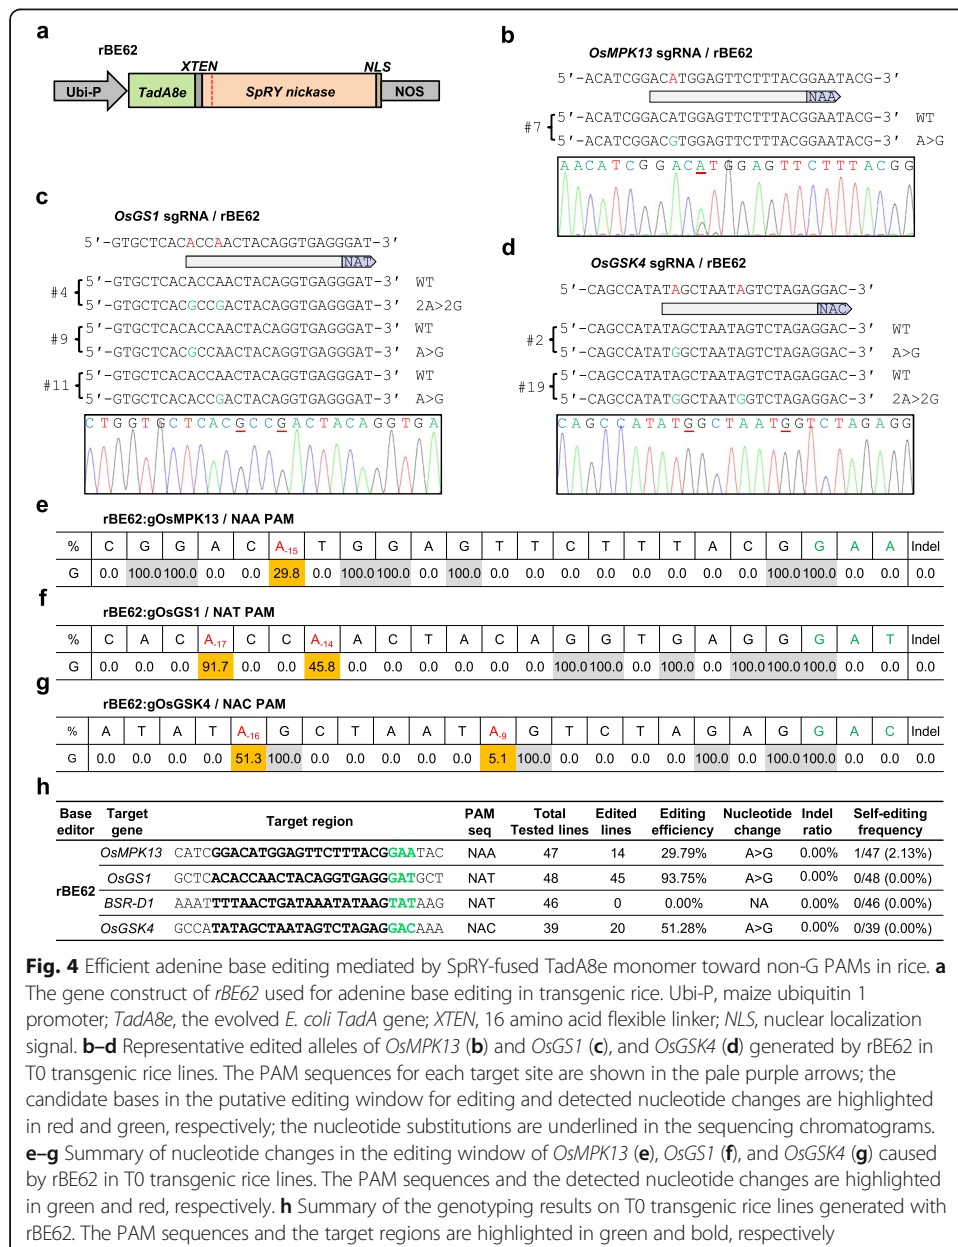 a
rBE62
XTEN
NLS
Ubi-P
TadA8e
SpRY nickase
NOS
b
OsMPK13 sgRNA / rBE62
5′-ACATCGGACATGGAGTTCTTTACGGAATACG-3′
NAA
#7
5′-ACATCGGACATGGAGTTCTTTACGGAATACG-3′ WT
5′-ACATCGGACGTGGAGTTCTTTACGGAATACG-3′ A>G
A A C A T C G G A C A T G G A G T T C T T T A C G G
c
OsGS1 sgRNA / rBE62
5′-GTGCTCACACCAACTACAGGTGAGGGAT-3′
NAT
#4
5′-GTGCTCACACCAACTACAGGTGAGGGAT-3′ WT
5′-GTGCTCACGCCGACTACAGGTGAGGGAT-3′ 2A>2G
#9
5′-GTGCTCACACCAACTACAGGTGAGGGAT-3′ WT
5′-GTGCTCACGCCAACTACAGGTGAGGGAT-3′ A>G
#11
5′-GTGCTCACACCAACTACAGGTGAGGGAT-3′ WT
5′-GTGCTCACACCGACTACAGGTGAGGGAT-3′ A>G
C T G G T G C T C A C G C C G A C T A C A G G T G A
d
OsGSK4 sgRNA / rBE62
5′-CAGCCATATAGCTAATAGTCTAGAGGAC-3′
NAC
#2
5′-CAGCCATATAGCTAATAGTCTAGAGGAC-3′ WT
5′-CAGCCATATGGCTAATAGTCTAGAGGAC-3′ A>G
#19
5′-CAGCCATATAGCTAATAGTCTAGAGGAC-3′ WT
5′-CAGCCATATGGCTAATGGTCTAGAGGAC-3′ 2A>2G
C A G C C A T A T G G C T A A T G G T C T A G A G G
e
rBE62:gOsMPK13 / NAA PAM
% C G G A C A-15 T G G A G T T C T T T A C G G A A Indel
G 0.0 100.0 100.0 0.0 0.0 29.8 0.0 100.0 100.0 0.0 100.0 0.0 0.0 0.0 0.0 0.0 0.0 0.0 0.0 100.0 100.0 0.0 0.0 0.0
f
rBE62:gOsGS1 / NAT PAM
% C A C A-17 C C A-14 A C T A C A G G T G A G G G A T Indel
G 0.0 0.0 0.0 91.7 0.0 0.0 45.8 0.0 0.0 0.0 0.0 0.0 0.0 100.0 100.0 0.0 100.0 0.0 100.0 100.0 100.0 0.0 0.0 0.0
g
rBE62:gOsGSK4 / NAC PAM
% A T A T A-16 G C T A A T A-9 G T C T A G A G G A C Indel
G 0.0 0.0 0.0 0.0 51.3 100.0 0.0 0.0 0.0 0.0 0.0 5.1 100.0 0.0 0.0 0.0 0.0 100.0 0.0 100.0 100.0 0.0 0.0 0.0
h
Base editor Target gene Target region PAM seq Total Tested lines Edited lines Editing efficiency Nucleotide change Indel ratio Self-editing frequency
rBE62
OsMPK13 CATCGGACATGGAGTTCTTTACGGAATAC NAA 47 14 29.79% A>G 0.00% 1/47 (2.13%)
OsGS1 GCTCACACCAACTACAGGTGAGGGATGCT NAT 48 45 93.75% A>G 0.00% 0/48 (0.00%)
BSR-D1 AAATTTTAACTGATAAATATAAGTATAAG NAT 46 0 0.00% NA 0.00% 0/46 (0.00%)
OsGSK4 GCCATATAGCTAATAGTCTAGAGGACAAA NAC 39 20 51.28% A>G 0.00% 0/39 (0.00%)
Fig. 4 Efficient adenine base editing mediated by SpRY-fused TadA8e monomer toward non-G PAMs in rice. a
The gene construct of rBE62 used for adenine base editing in transgenic rice. Ubi-P, maize ubiquitin 1
promoter; TadA8e, the evolved E. coli TadA gene; XTEN, 16 amino acid flexible linker; NLS, nuclear localization
signal. b–d Representative edited alleles of OsMPK13 (b) and OsGS1 (c), and OsGSK4 (d) generated by rBE62 in
T0 transgenic rice lines. The PAM sequences for each target site are shown in the pale purple arrows; the
candidate bases in the putative editing window for editing and detected nucleotide changes are highlighted
in red and green, respectively; the nucleotide substitutions are underlined in the sequencing chromatograms.
e–g Summary of nucleotide changes in the editing window of OsMPK13 (e), OsGS1 (f), and OsGSK4 (g) caused
by rBE62 in T0 transgenic rice lines. The PAM sequences and the detected nucleotide changes are highlighted
in green and red, respectively. h Summary of the genotyping results on T0 transgenic rice lines generated with
rBE62. The PAM sequences and the target regions are highlighted in green and bold, respectively